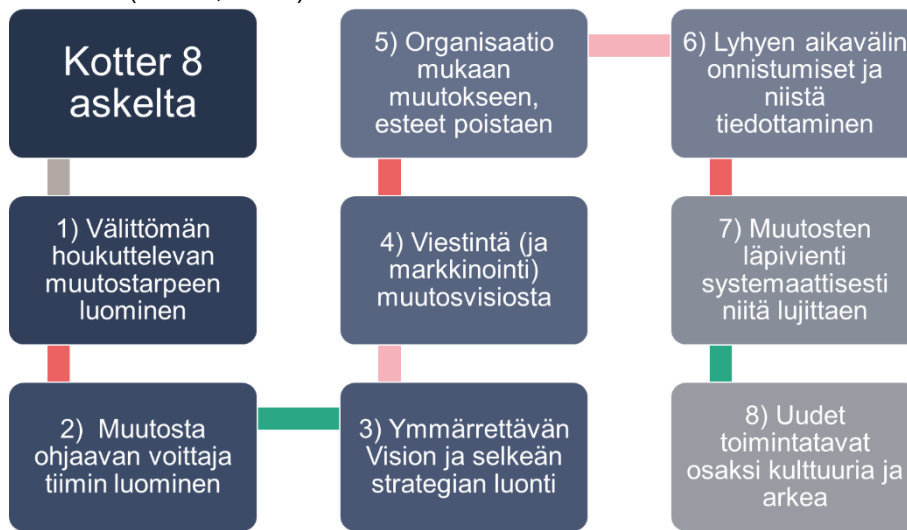 Kotter 8
askelta
1) Välittömän
houkuttelevan
muutostarpeen
luominen
2) Muutosta
ohjaavan voittaja
tiimin luominen
3) Ymmärrettävän
Vision ja selkeän
strategian luonti
4) Viestintä (ja
markkinointi)
muutosvisiosta
5) Organisaatio
mukaan
muutokseen,
esteet poistaen
6) Lyhyen aikavälin
onnistumiset ja
niistä
tiedottaminen
7) Muutosten
läpivienti
systemaattisesti
niitä lujittaen
8) Uudet
toimintatavat
osaksi kulttuuria ja
arkea